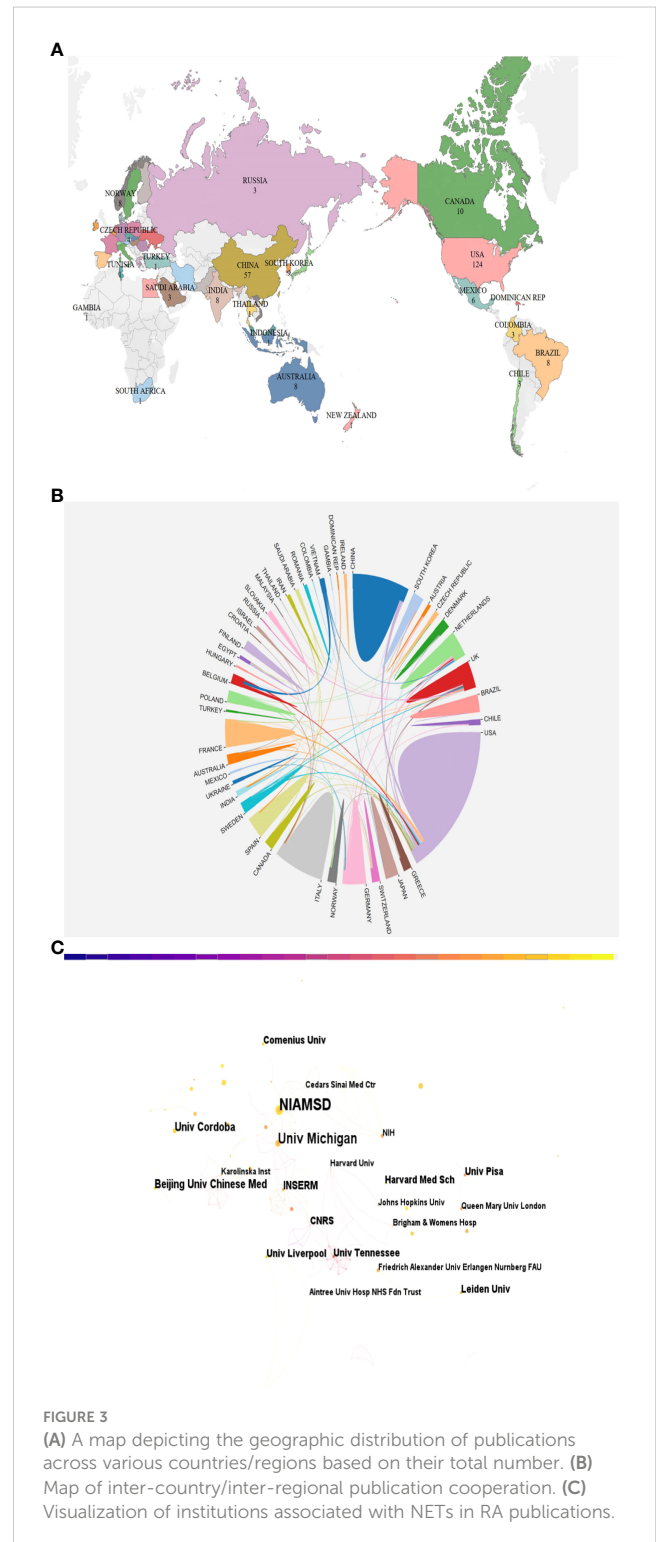 A
RUSSIA
3
NORWAY
8
CANADA
10
CZECH REPUBLIC
4
USA
124
TURKEY
1
CHINA
57
SOUTH KOREA
TUNISIA
MEXICO
6
DOMINICAN REP
1
SAUDI ARABIA
3
INDIA
8
GAMBIA
1
THAILAND
COLOMBIA
3
INDONESIA
1
BRAZIL
8
CHILE
3
AUSTRALIA
8
SOUTH AFRICA
1
NEW ZEALAND
1
B
CHINA
SOUTH KOREA
AUSTRIA
CZECH REPUBLIC
DENMARK
NETHERLANDS
UK
BRAZIL
CHILE
USA
GREECE
JAPAN
SWITZERLAND
GERMANY
NORWAY
ITALY
CANADA
SPAIN
SWEDEN
INDIA
UKRAINE
MEXICO
AUSTRALIA
FRANCE
TURKEY
POLAND
BELGIUM
HUNGARY
EGYPT
FINLAND
CROATIA
ISRAEL
RUSSIA
SLOVAKIA
MALAYSIA
THAILAND
IRAN
SAUDI ARABIA
ROMANIA
COLOMBIA
VIETNAM
GAMBIA
DOMINICAN REP
IRELAND
C
Comenius Univ
Cedars Sinai Med Ctr
NIAMSD
Univ Cordoba
Univ Michigan
NIH
Harvard Univ
Karolinska Inst
Univ Pisa
Beijing Univ Chinese Med
INSERM
Harvard Med Sch
Johns Hopkins Univ
Queen Mary Univ London
CNRS
Brigham & Womens Hosp
Univ Liverpool
Univ Tennessee
Friedrich Alexander Univ Erlangen Nurnberg FAU
Aintree Univ Hosp NHS Fdn Trust
Leiden Univ
FIGURE 3
(A) A map depicting the geographic distribution of publications
across various countries/regions based on their total number. (B)
Map of inter-country/inter-regional publication cooperation. (C)
Visualization of institutions associated with NETs in RA publications.